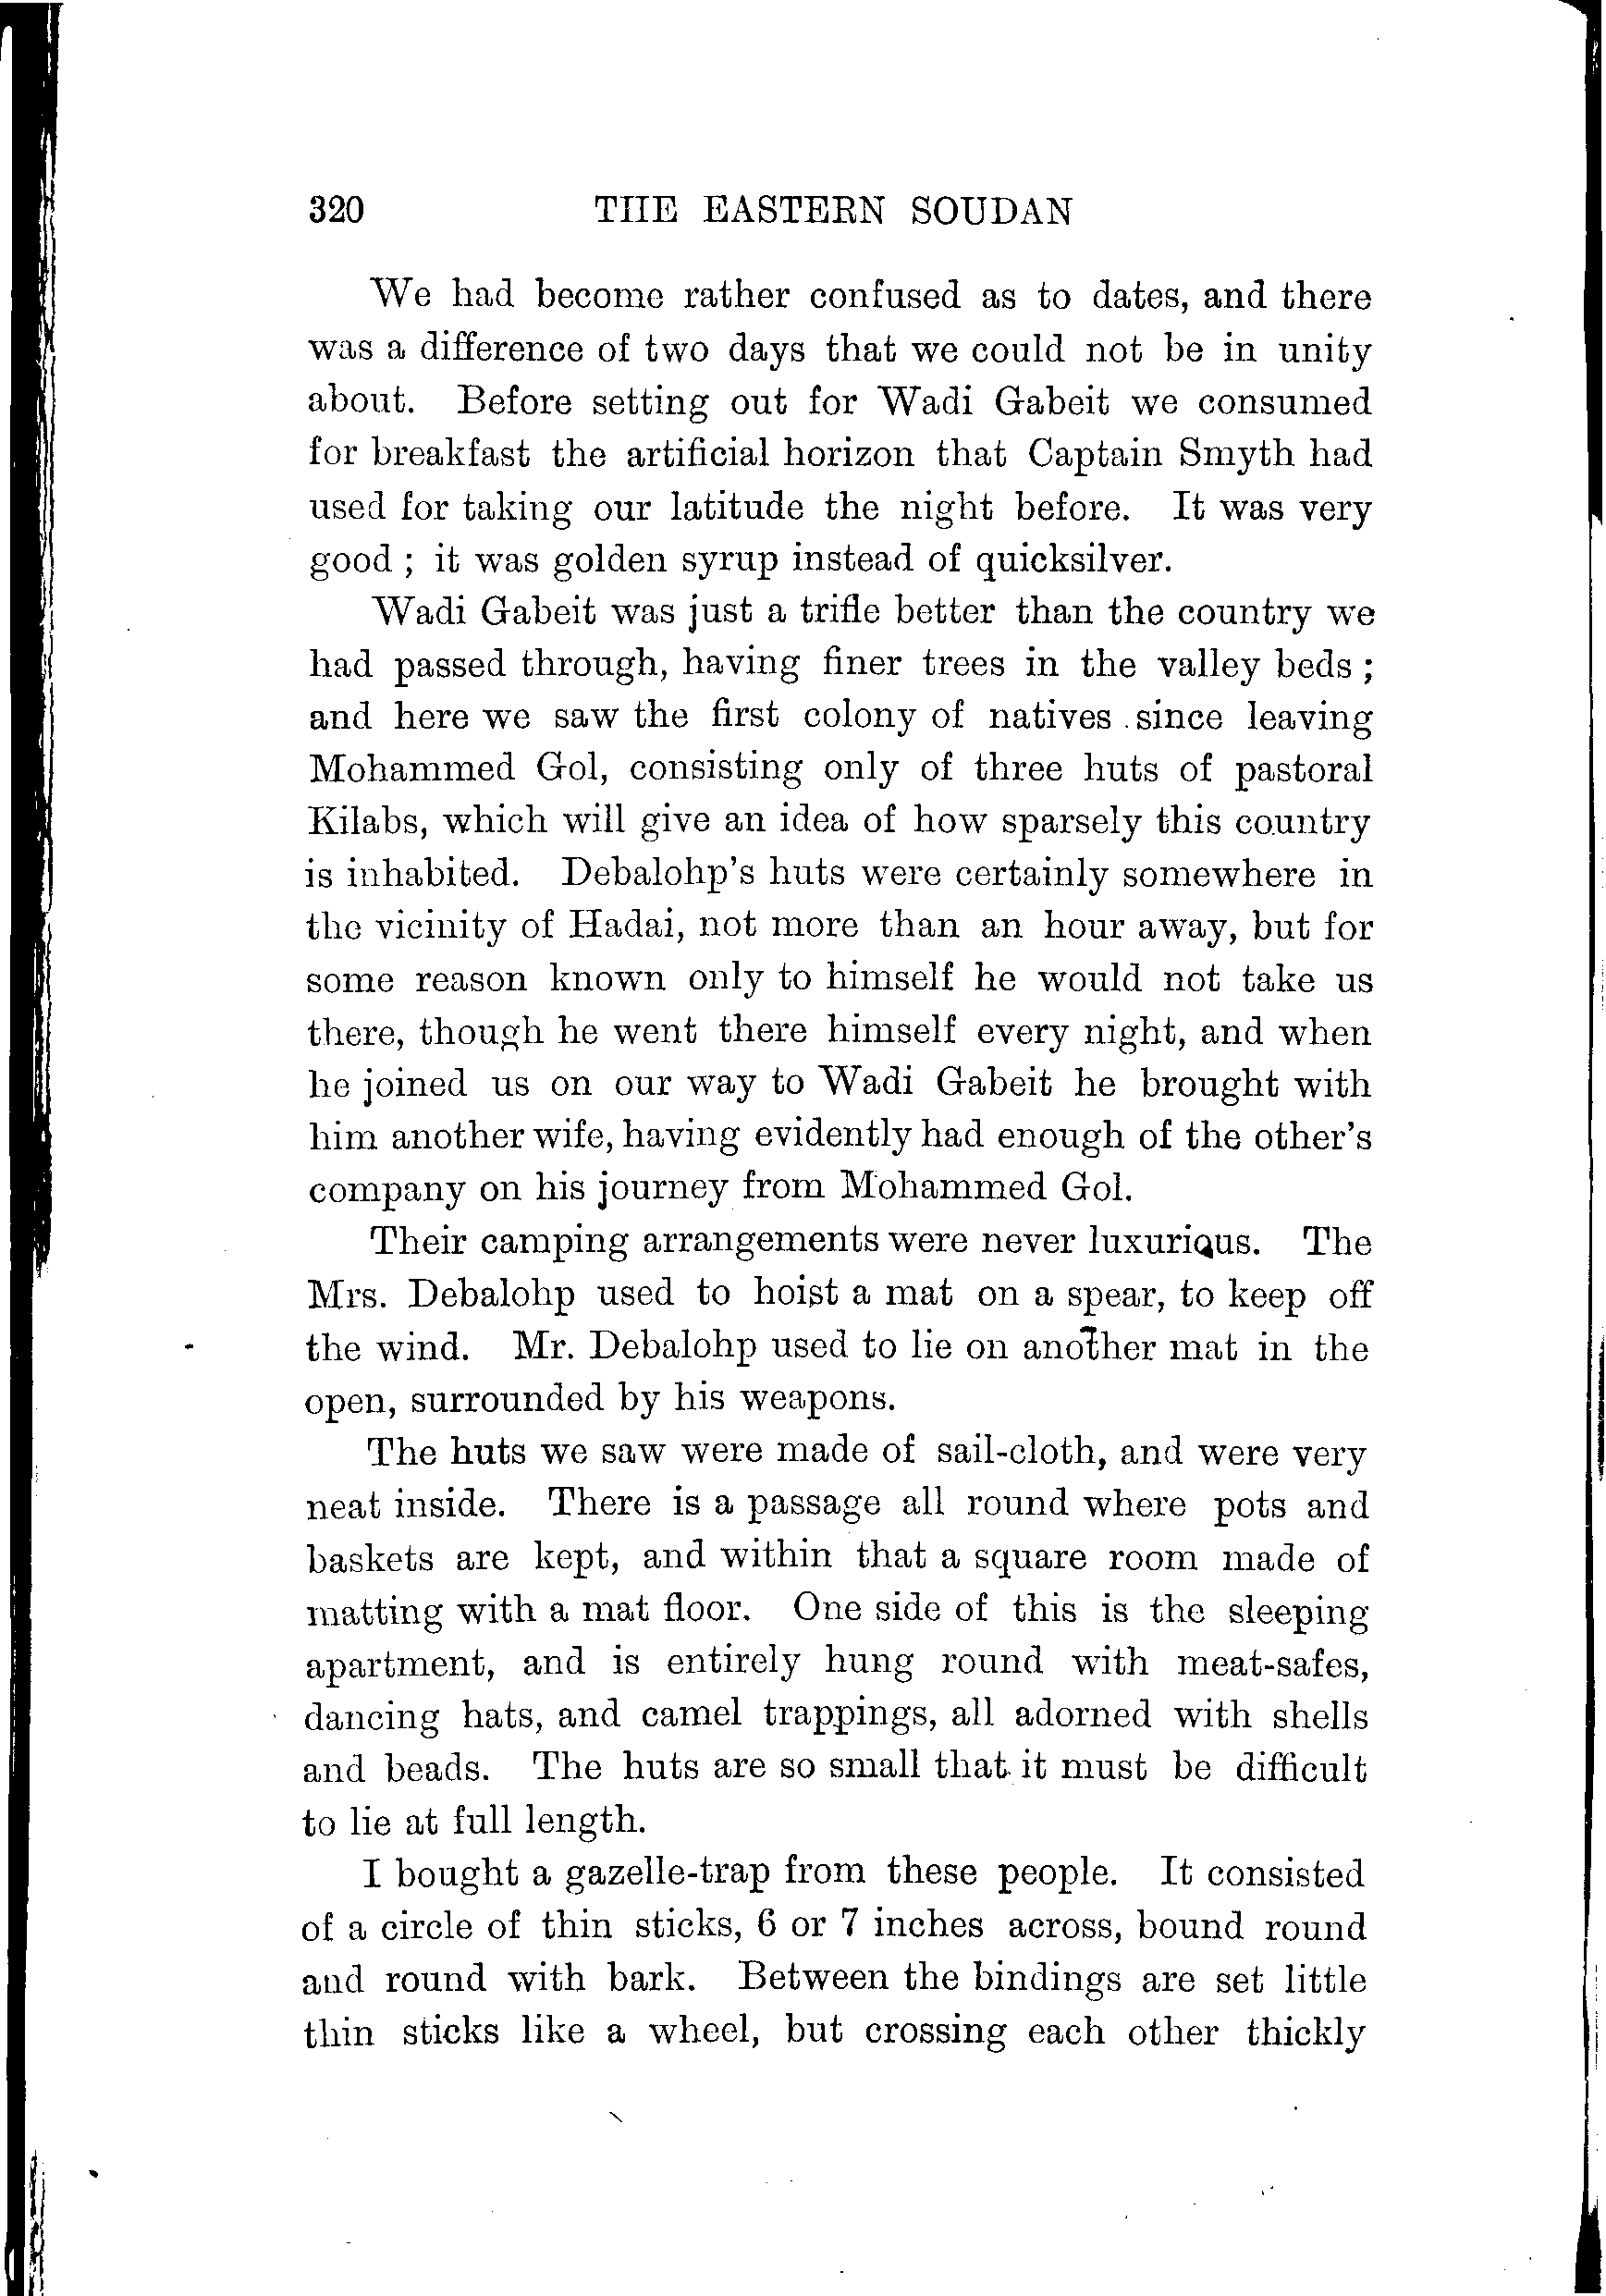 320 THE EASTERN SOUDAN
We had become rather confused as to dates, and there
was a difference of two days that we could not be in unity
about. Before setting out for Wadi Gabeit we consumed
for breakfast the artificial horizon that Captain Smyth had
used for taking our latitude the night before. It was very
good ; it was golden syrup instead of quicksilver.
Wadi Gabeit was just a trifle better than the country we
had passed through, having finer trees in the valley beds ;
and here we saw the first colony of natives since leaving
Mohammed Gol, consisting only of three huts of pastoral
Kilabs, which will give an idea of how sparsely this country
is inhabited. Debalohp's huts were certainly somewhere in
the vicinity of Hadai, not more than an hour away, but for
some reason known only to himself he would not take us
there, though he went there himself every night, and when
he joined us on our way to Wadi Gabeit he brought with
him another wife, having evidently had enough of the other's
company on his journey from Mohammed Gol.
Their camping arrangements were never luxurious. The
Mrs. Debalohp used to hoist a mat on a spear, to keep off
the wind. Mr. Debalohp used to lie on another mat in the
open, surrounded by his weapons.
The huts we saw were made of sail-cloth, and were very
neat inside. There is a passage all round where pots and
baskets are kept, and within that a square room made of
matting with a mat floor. One side of this is the sleeping
apartment, and is entirely hung round with meat-safes,
dancing hats, and camel trappings, all adorned with shells
and beads. The huts are so small that it must be difficult
to lie at full length.
I bought a gazelle-trap from these people. It consisted
of a circle of thin sticks, 6 or 7 inches across, bound round
and round with bark. Between the bindings are set little
thin sticks like a wheel, but crossing each other thickly